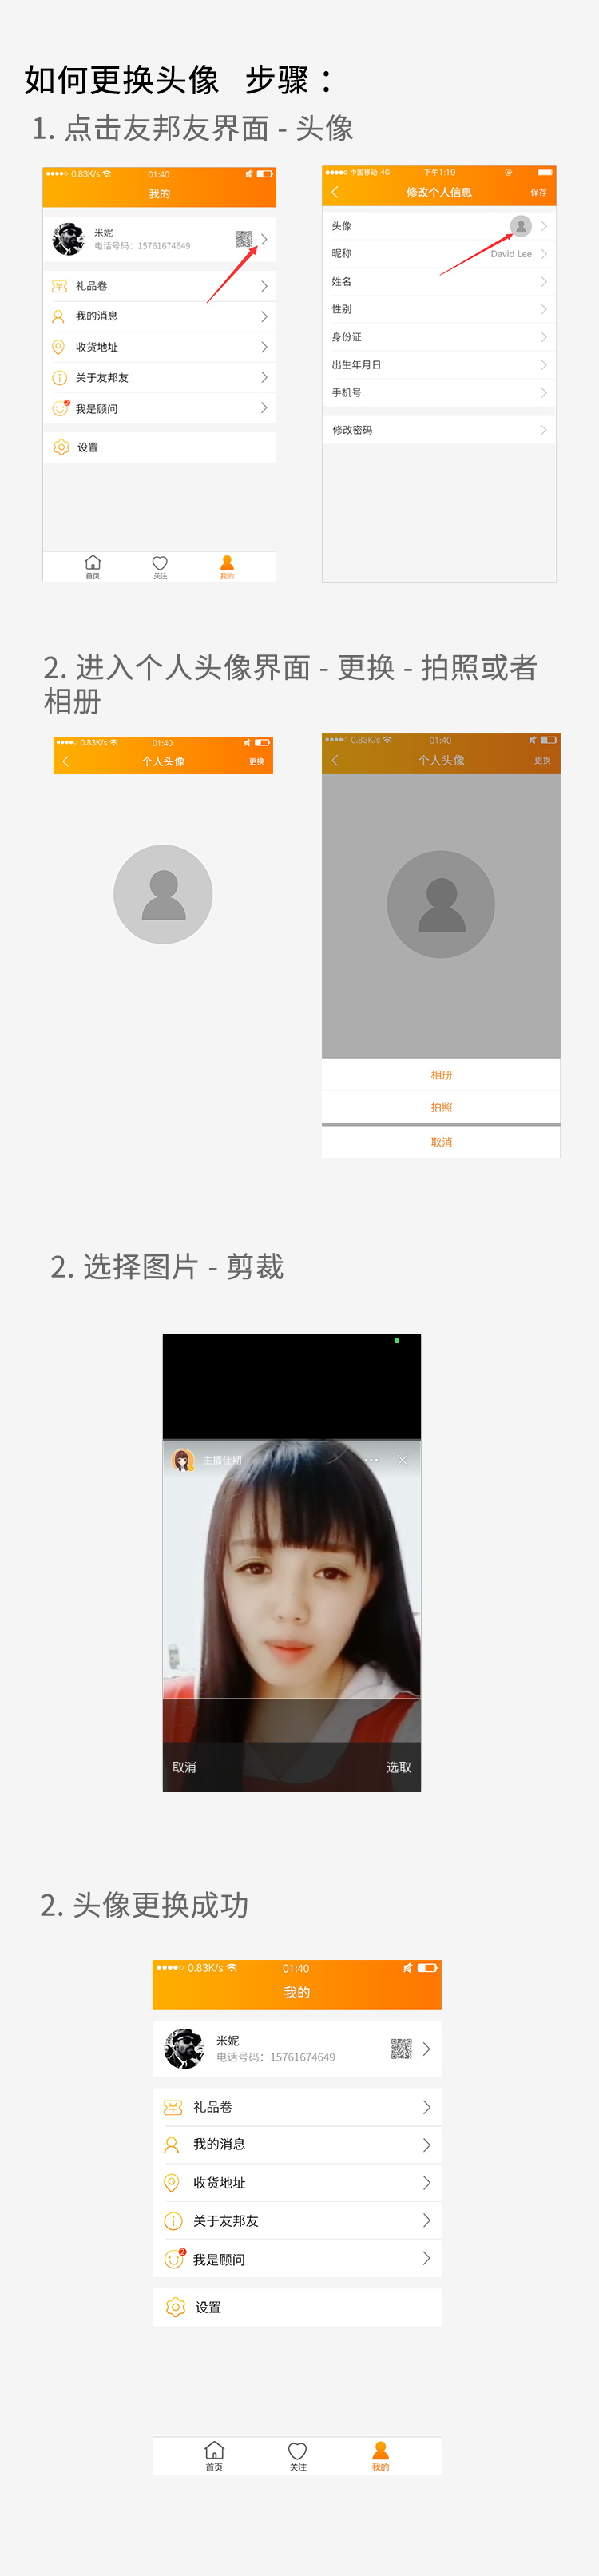 如何更换头像 步骤：
1. 点击友邦友界面 - 头像
0.83K/s 01:40
我的
米妮
电话号码：15761674649
礼品卷
我的消息
收货地址
关于友邦友
2
我是顾问
设置
首页 关注 我的
中国移动 4G 下午1:19
修改个人信息 保存
头像
昵称 David Lee
姓名
性别
身份证
出生年月日
手机号
修改密码
2. 进入个人头像界面 - 更换 - 拍照或者
相册
0.83K/s 01:40
个人头像 更换
0.83K/s 01:40
个人头像 更换
相册
拍照
取消
2. 选择图片 - 剪裁
主播佳期
取消 选取
2. 头像更换成功
0.83K/s 01:40
我的
米妮
电话号码：15761674649
礼品卷
我的消息
收货地址
关于友邦友
2
我是顾问
设置
首页 关注 我的